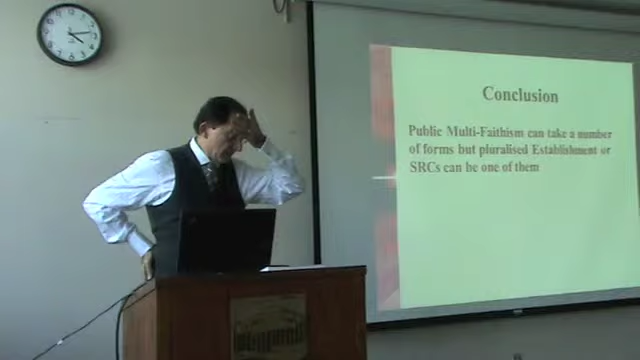 Conclusion
Public Multi-Faithism can take a number
of forms but pluralised Establishment or
SRCs can be one of them